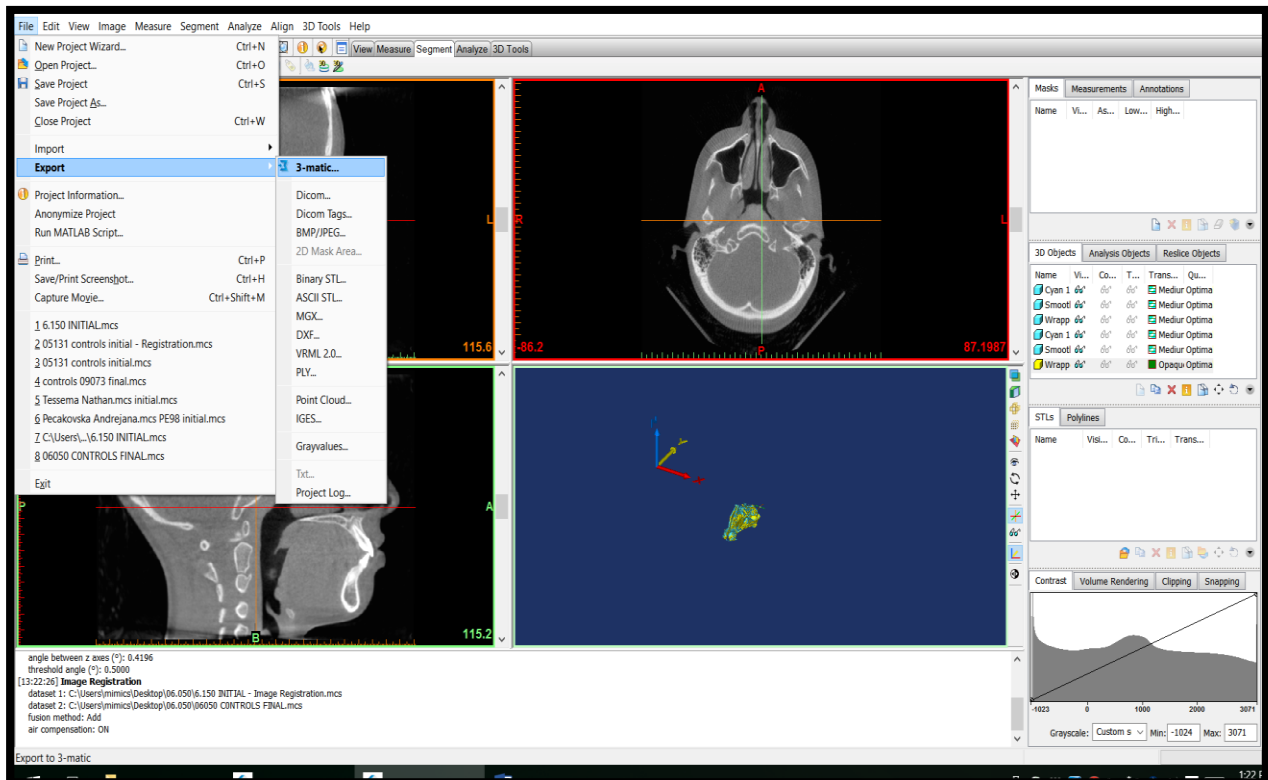 File Edit View Image Measure Segment Analyze Align 3D Tools Help
New Project Wizard... Ctrl+N
Open Project... Ctrl+O
Save Project Ctrl+S
Save Project As...
Close Project Ctrl+W
Import
Export
Project Information...
Anonymize Project
Run MATLAB Script...
Print... Ctrl+P
Save/Print Screenshot... Ctrl+H
Capture Movie... Ctrl+Shift+M
1 6.150 INITIAL.mcs
2 05131 controls initial - Registration.mcs
3 05131 controls initial.mcs
4 controls 09073 final.mcs
5 Tessema Nathan.mcs initial.mcs
6 Pecakovska Andrejana.mcs PE98 initial.mcs
7 C:\Users\...\6.150 INITIAL.mcs
8 06050 CONTROLS FINAL.mcs
Exit
3-matic...
Dicom...
Dicom Tags...
BMP/JPEG...
2D Mask Area...
Binary STL...
ASCII STL...
MGX...
DXF...
VRML 2.0...
PLY...
Point Cloud...
IGES...
Grayvalues...
Txt...
Project Log...
View Measure Segment Analyze 3D Tools
L
115.6
A
R
L
-86.2
P
87.1987
P
A
B
115.2
Masks Measurements Annotations
Name Vi... As... Low... High...
3D Objects Analysis Objects Reslice Objects
Name Vi... Co... T... Trans... Qu...
Cyan 1 Mediur Optima
Smootl Mediur Optima
Wrapp Mediur Optima
Cyan 1 Mediur Optima
Smootl Mediur Optima
Wrapp Opaqu Optima
STLs Polylines
Name Visi... Co... Tri... Trans...
Contrast Volume Rendering Clipping Snapping
-1023 0 1000 2000 3071
Grayscale: Custom s Min: -1024 Max: 3071
angle between z axes (º): 0.4196
threshold angle (º): 0.5000
[13:22:26] Image Registration
dataset 1: C:\Users\mimics\Desktop\06.050\6.150 INITIAL - Image Registration.mcs
dataset 2: C:\Users\mimics\Desktop\06.050\06050 CONTROLS FINAL.mcs
fusion method: Add
air compensation: ON
Export to 3-matic